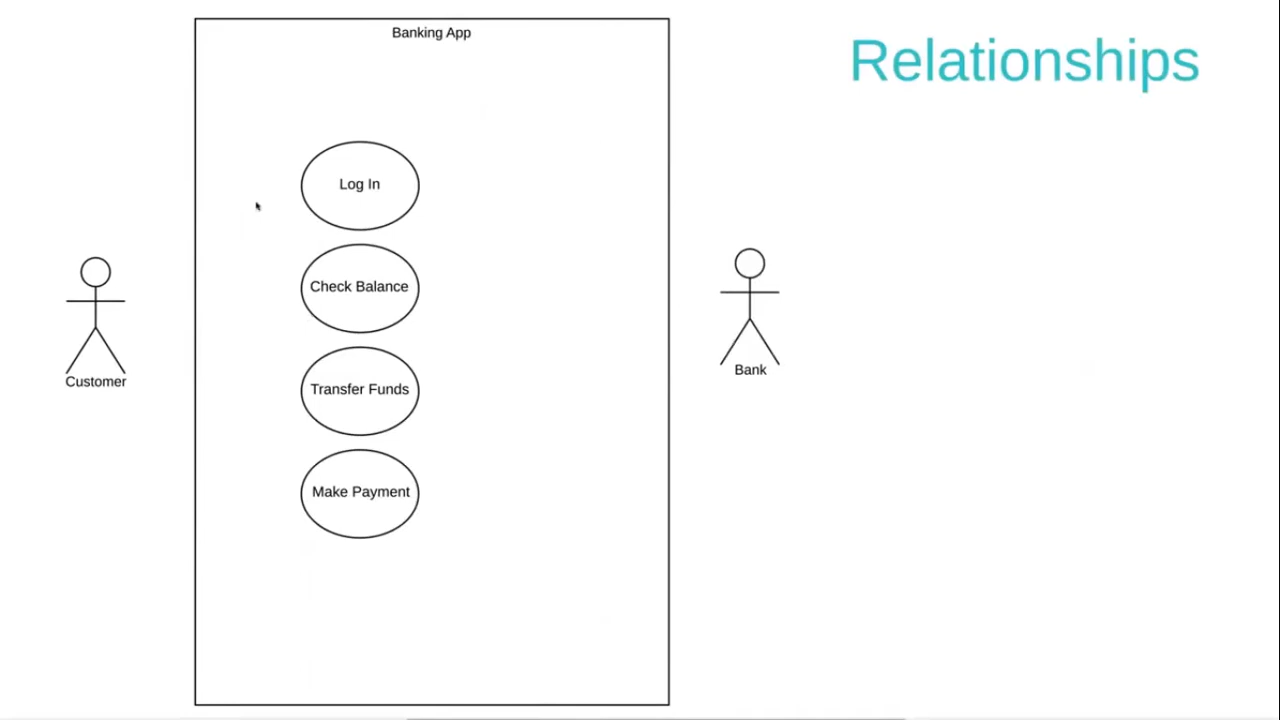 Banking App
Relationships
Log In
Check Balance
Transfer Funds
Make Payment
Customer
Bank